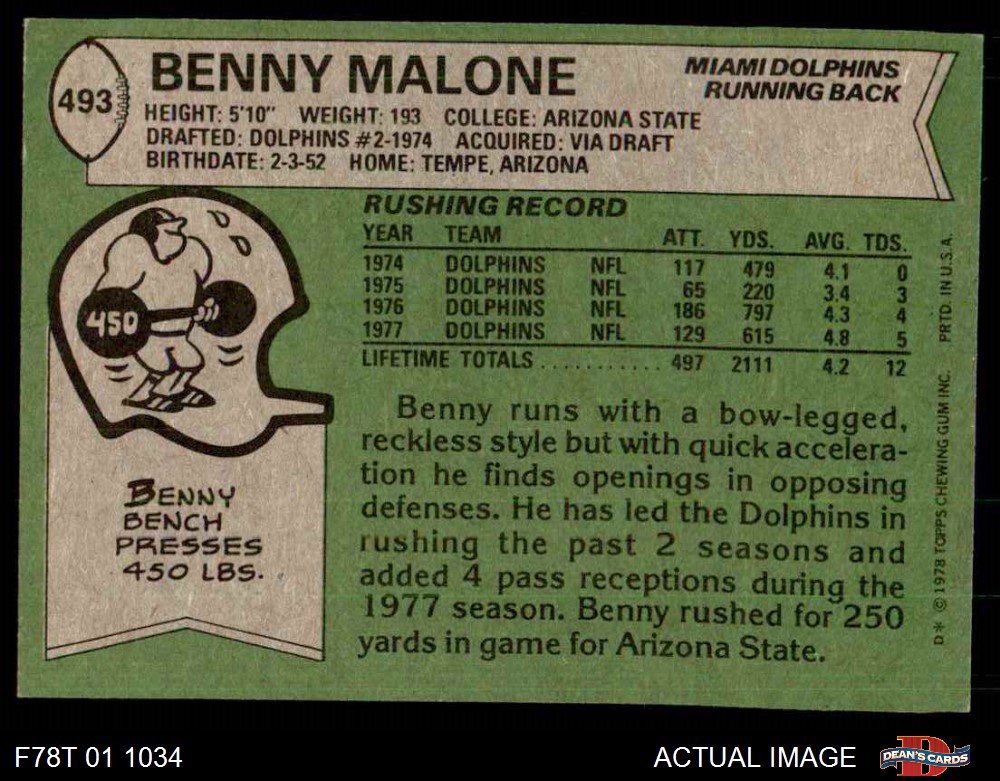 493
BENNY MALONE
MIAMI DOLPHINS
RUNNING BACK
HEIGHT: 5'10" WEIGHT: 193 COLLEGE: ARIZONA STATE
DRAFTED: DOLPHINS #2-1974 ACQUIRED: VIA DRAFT
BIRTHDATE: 2-3-52 HOME: TEMPE, ARIZONA
450
BENNY
BENCH
PRESSES
450 LBS.
RUSHING RECORD
YEAR TEAM ATT. YDS. AVG. TDS.
1974 DOLPHINS NFL 117 479 4.1 0
1975 DOLPHINS NFL 65 220 3.4 3
1976 DOLPHINS NFL 186 797 4.3 4
1977 DOLPHINS NFL 129 615 4.8 5
LIFETIME TOTALS ........... 497 2111 4.2 12
Benny runs with a bow-legged,
reckless style but with quick accelera-
tion he finds openings in opposing
defenses. He has led the Dolphins in
rushing the past 2 seasons and
added 4 pass receptions during the
1977 season. Benny rushed for 250
yards in game for Arizona State.
D* © 1978 TOPPS CHEWING GUM INC. PRTD. IN U.S.A.
F78T 01 1034
ACTUAL IMAGE
D
DEAN'S CARDS